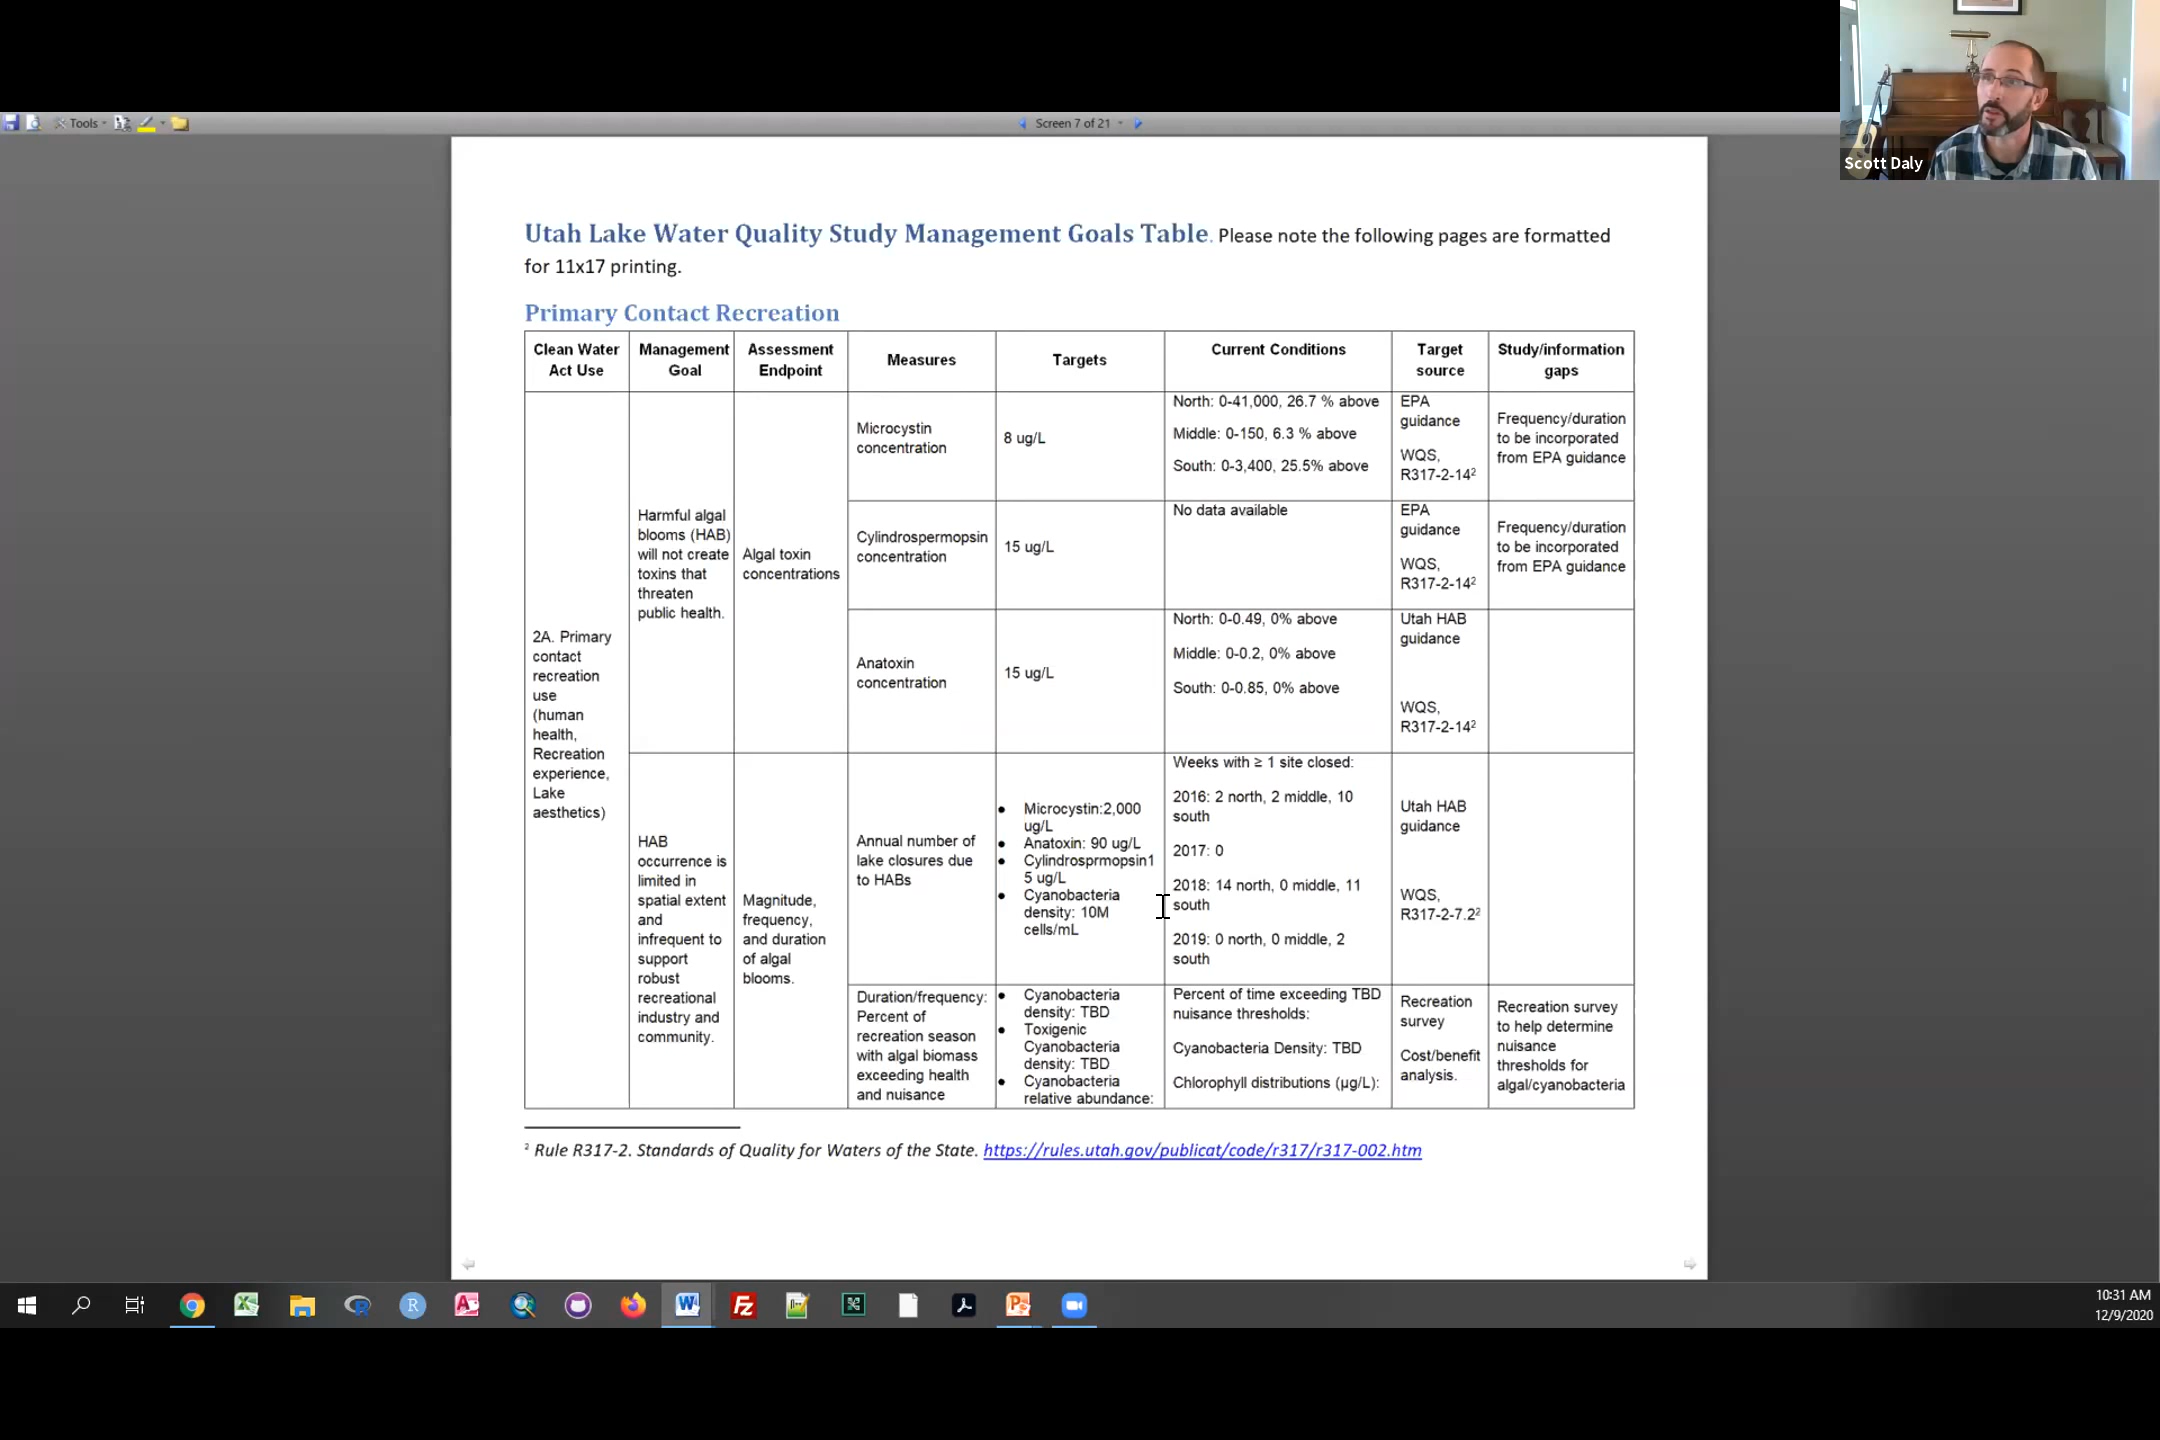 Scott Daly
Tools
Screen 7 of 21
Utah Lake Water Quality Study Management Goals Table. Please note the following pages are formatted
for 11x17 printing.
Primary Contact Recreation
Clean Water
Act Use
Management
Goal
Assessment
Endpoint
Measures
Targets
Current Conditions
Target
source
Study/information
gaps
2A. Primary
contact
recreation
use
(human
health,
Recreation
experience,
Lake
aesthetics)
Harmful algal
blooms (HAB)
will not create
toxins that
threaten
public health.
Algal toxin
concentrations
Microcystin
concentration
8 ug/L
North: 0-41,000, 26.7 % above
Middle: 0-150, 6.3 % above
South: 0-3,400, 25.5% above
EPA
guidance
WQS,
R317-2-14²
Frequency/duration
to be incorporated
from EPA guidance
Cylindrospermopsin
concentration
15 ug/L
No data available
EPA
guidance
WQS,
R317-2-14²
Frequency/duration
to be incorporated
from EPA guidance
Anatoxin
concentration
15 ug/L
North: 0-0.49, 0% above
Middle: 0-0.2, 0% above
South: 0-0.85, 0% above
Utah HAB
guidance
WQS,
R317-2-14²
HAB
occurrence is
limited in
spatial extent
and
infrequent to
support
robust
recreational
industry and
community.
Magnitude,
frequency,
and duration
of algal
blooms.
Annual number of
lake closures due
to HABs
• Microcystin:2,000
ug/L
• Anatoxin: 90 ug/L
• Cylindrosprmopsin1
5 ug/L
• Cyanobacteria
density: 10M
cells/mL
Weeks with ≥ 1 site closed:
2016: 2 north, 2 middle, 10
south
2017: 0
2018: 14 north, 0 middle, 11
south
2019: 0 north, 0 middle, 2
south
Utah HAB
guidance
WQS,
R317-2-7.2²
Duration/frequency:
Percent of
recreation season
with algal biomass
exceeding health
and nuisance
• Cyanobacteria
density: TBD
• Toxigenic
Cyanobacteria
density: TBD
• Cyanobacteria
relative abundance:
Percent of time exceeding TBD
nuisance thresholds:
Cyanobacteria Density: TBD
Chlorophyll distributions (µg/L):
Recreation
survey
Cost/benefit
analysis.
Recreation survey
to help determine
nuisance
thresholds for
algal/cyanobacteria
² Rule R317-2. Standards of Quality for Waters of the State. https://rules.utah.gov/publicat/code/r317/r317-002.htm
10:31 AM
12/9/2020